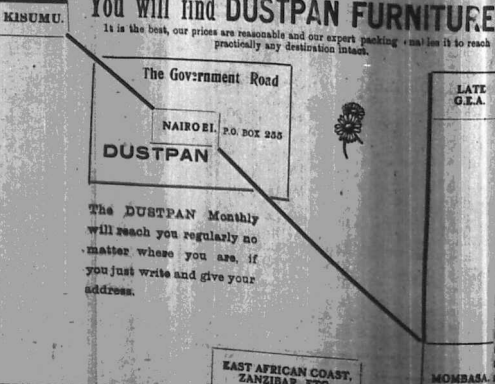 You will find DUSTPAN FURNITURE
It is the best, our prices are reasonable and our expert packing makes it to reach
practically any destination intact.
KISUMU.
The Government Road
NAIROBI. P.O. BOX 255
DUSTPAN
LATE
G.E.A.
The DUSTPAN Monthly
will reach you regularly no
matter where you are, if
you just write and give your
address.
EAST AFRICAN COAST,
ZANZIBAR, ETC.
MOMBASA.